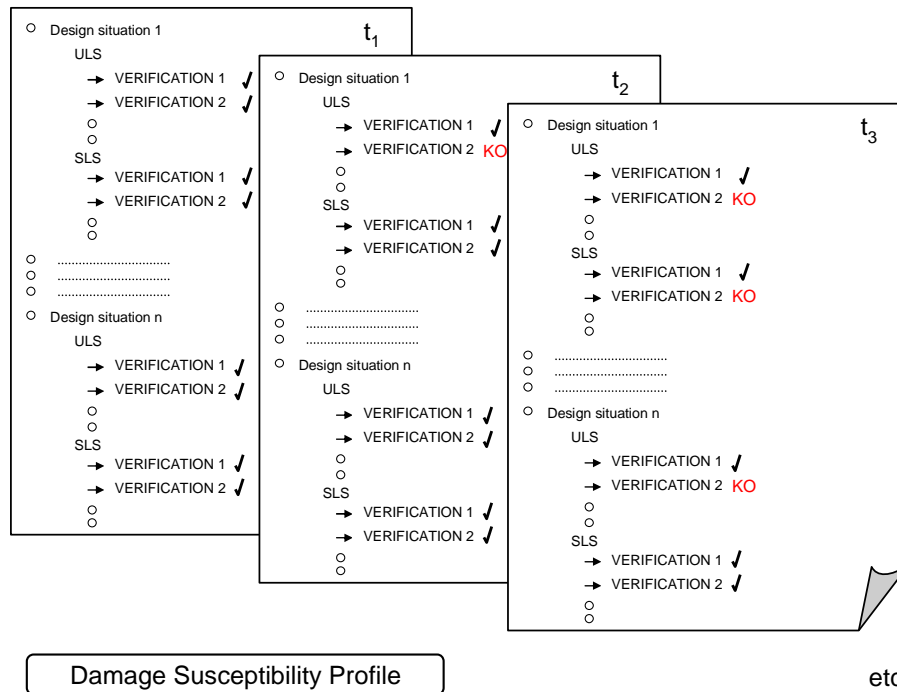 t1
Design situation 1
ULS
VERIFICATION 1 ✓
VERIFICATION 2 ✓
SLS
VERIFICATION 1 ✓
VERIFICATION 2 ✓
..............................
..............................
..............................
Design situation n
ULS
VERIFICATION 1 ✓
VERIFICATION 2 ✓
SLS
VERIFICATION 1 ✓
VERIFICATION 2 ✓
t2
Design situation 1
ULS
VERIFICATION 1 ✓
VERIFICATION 2 KO
SLS
VERIFICATION 1 ✓
VERIFICATION 2 ✓
..............................
..............................
..............................
Design situation n
ULS
VERIFICATION 1 ✓
VERIFICATION 2 ✓
SLS
VERIFICATION 1 ✓
VERIFICATION 2 ✓
t3
Design situation 1
ULS
VERIFICATION 1 ✓
VERIFICATION 2 KO
SLS
VERIFICATION 1 ✓
VERIFICATION 2 KO
..............................
..............................
..............................
Design situation n
ULS
VERIFICATION 1 ✓
VERIFICATION 2 KO
SLS
VERIFICATION 1 ✓
VERIFICATION 2 ✓
Damage Susceptibility Profile
etc